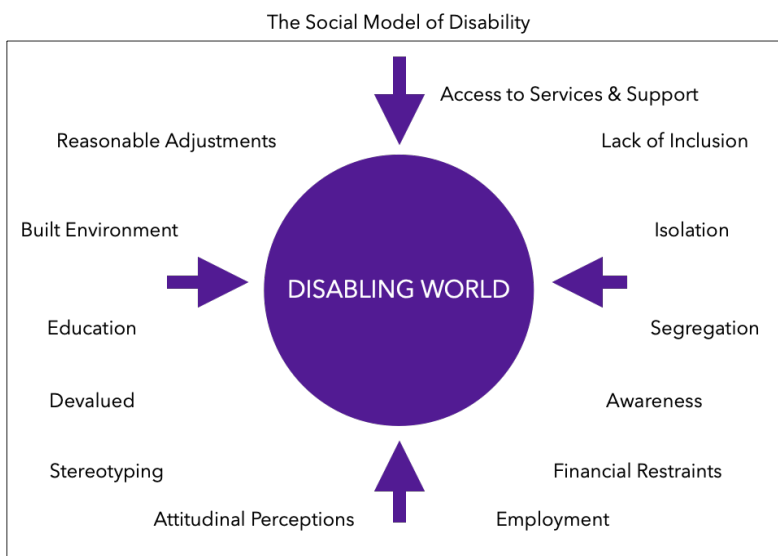 The Social Model of Disability
Access to Services & Support
Reasonable Adjustments
Lack of Inclusion
Built Environment
Isolation
DISABLING WORLD
Education
Segregation
Devalued
Awareness
Stereotyping
Financial Restraints
Attitudinal Perceptions
Employment